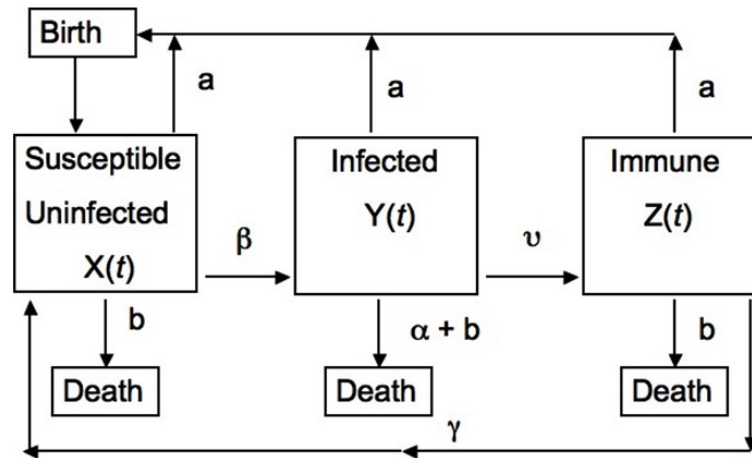 Birth
a
a
a
Susceptible
Uninfected
X(t)
β
Infected
Y(t)
υ
Immune
Z(t)
b
α + b
b
Death
Death
Death
γ